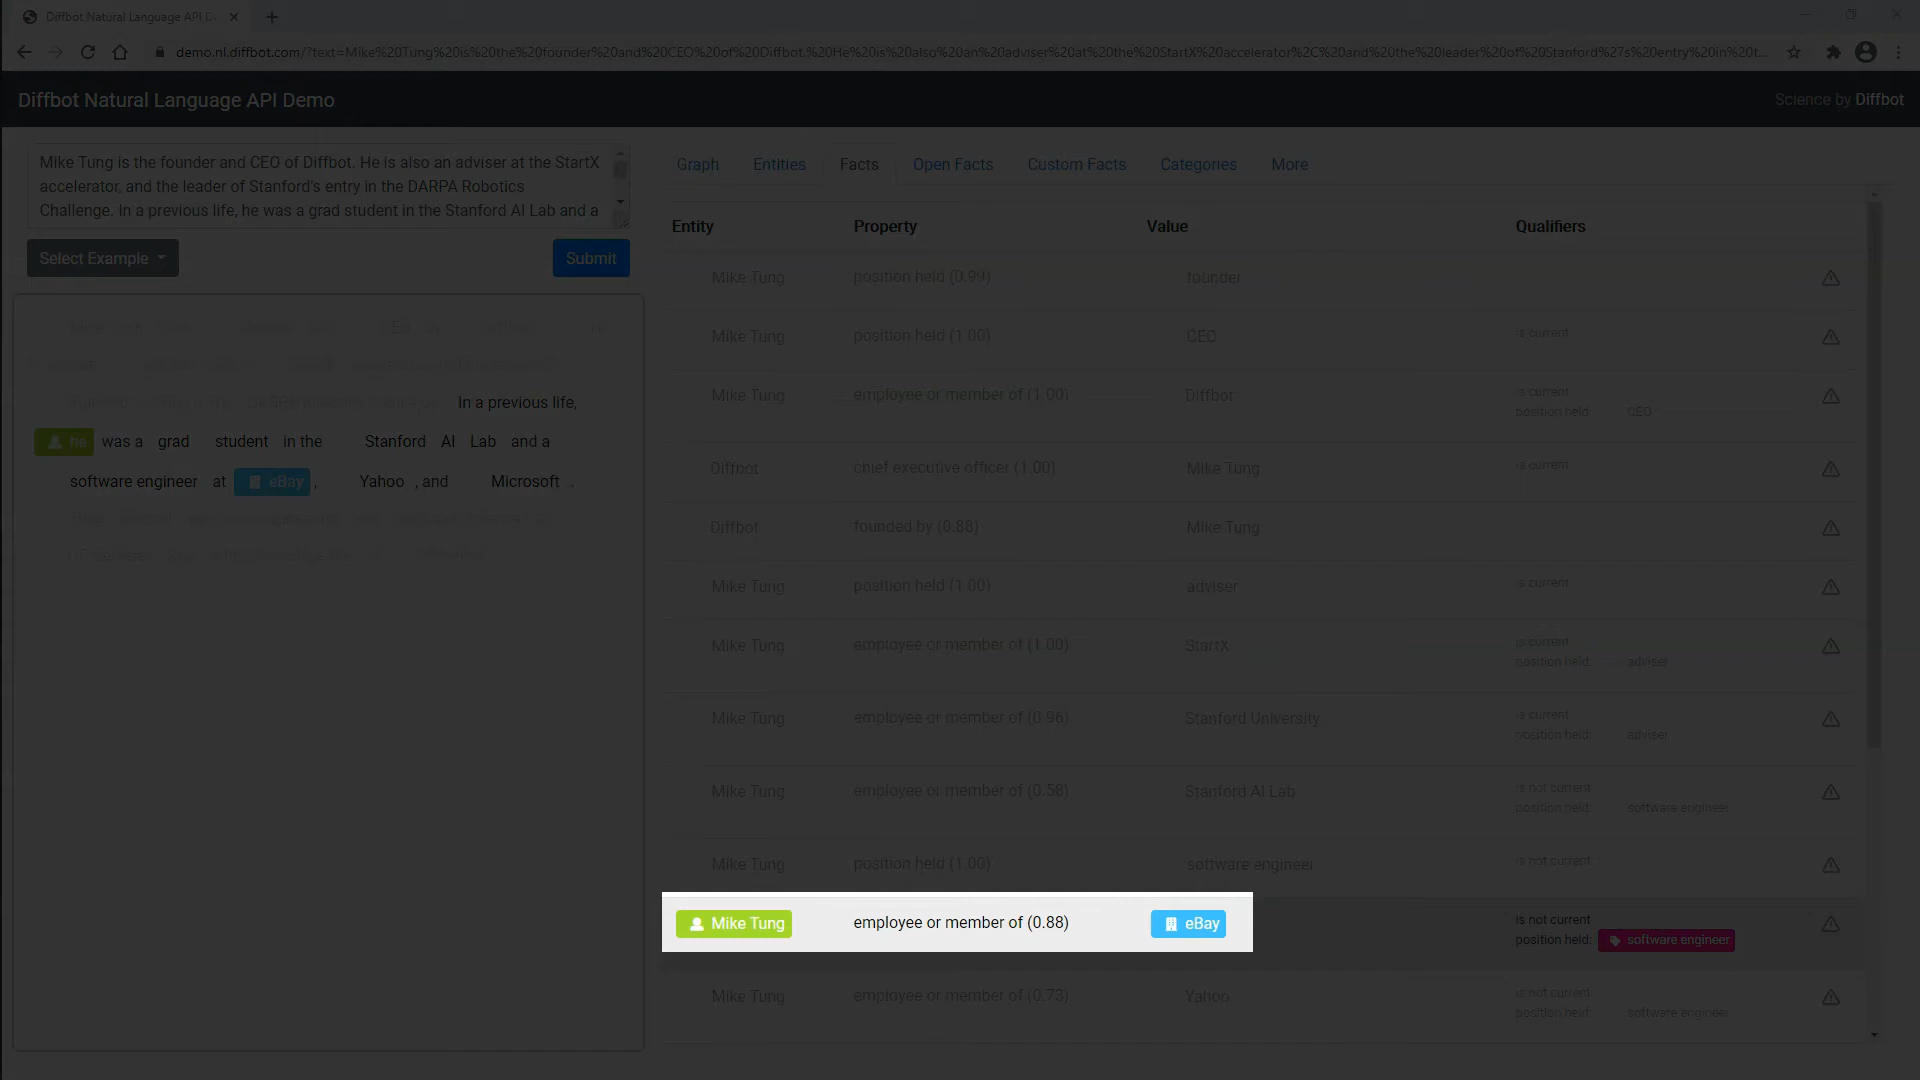 Diffbot Natural Language API D
demo.nl.diffbot.com/?text=Mike%20Tung%20is%20the%20founder%20and%20CEO%20of%20Diffbot.%20He%20is%20also%20an%20adviser%20at%20the%20StartX%20accelerator%2C%20and%20the%20leader%20of%20Stanford%27s%20entry%20in%20t...
Diffbot Natural Language API Demo
Science by Diffbot
Mike Tung is the founder and CEO of Diffbot. He is also an adviser at the StartX
accelerator, and the leader of Stanford's entry in the DARPA Robotics
Challenge. In a previous life, he was a grad student in the Stanford AI Lab and a
Select Example
Submit
In a previous life,
he was a grad student in the Stanford AI Lab and a
software engineer at eBay , Yahoo , and Microsoft .
Graph Entities Facts Open Facts Custom Facts Categories More
Entity Property Value Qualifiers
Mike Tung position held (0.99) founder
Mike Tung position held (1.00) CEO is current
Mike Tung employee or member of (1.00) Diffbot is current
position held: CEO
Diffbot chief executive officer (1.00) Mike Tung is current
Diffbot founded by (0.88) Mike Tung
Mike Tung position held (1.00) adviser is current
Mike Tung employee or member of (1.00) StartX is current
position held: adviser
Mike Tung employee or member of (0.96) Stanford University is current
position held: adviser
Mike Tung employee or member of (0.58) Stanford AI Lab is not current
position held: software engineer
Mike Tung position held (1.00) software engineer is not current
Mike Tung employee or member of (0.88) eBay is not current
position held: software engineer
Mike Tung employee or member of (0.73) Yahoo is not current
position held: software engineer